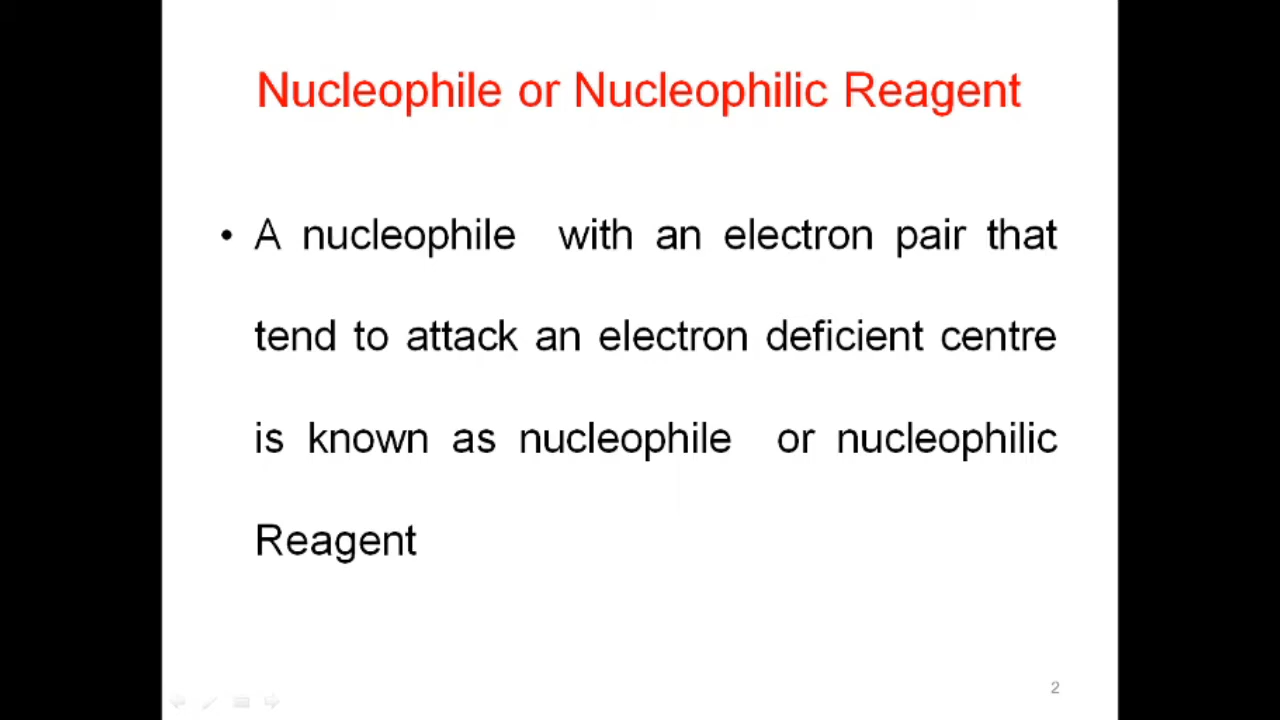 Nucleophile or Nucleophilic Reagent
• A nucleophile with an electron pair that
tend to attack an electron deficient centre
is known as nucleophile or nucleophilic
Reagent
2